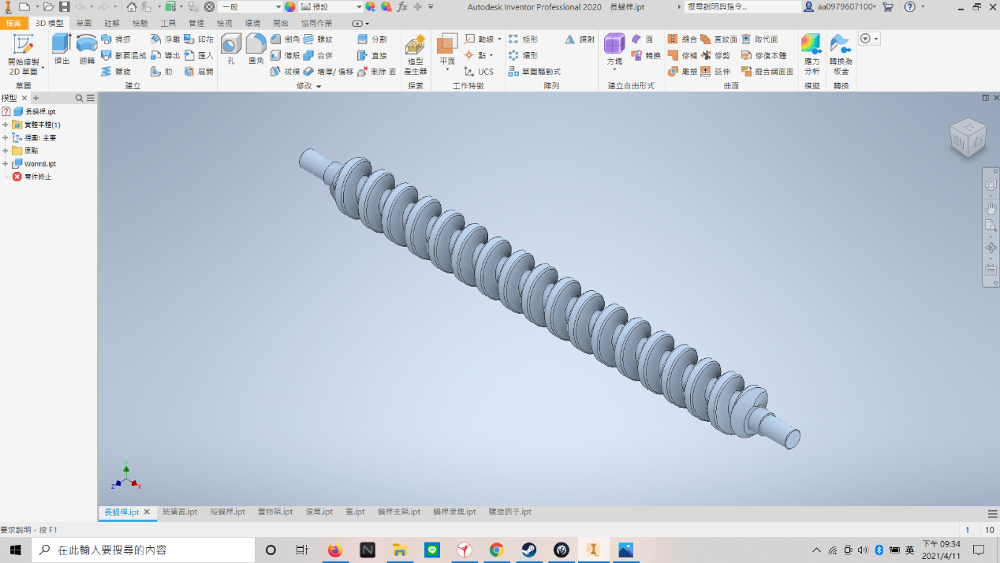 一般 預設 fx Autodesk Inventor Professional 2020 長蝸桿.ipt 搜尋說明與指令... aa0979607100
檔案 3D 模型 草圖 註解 檢驗 工具 管理 檢視 環境 開始 協同作業
開始繪製
2D 草圖
擠出 迴轉
掃掠 浮雕 印花
斷面混成 導出 匯入
螺旋 肋 展開
孔 圓角
倒角 螺紋 分割
薄殼 合併 直接
拔模 增厚/偏移 刪除 面
造型
產生器
平面
動線
點
UCS
矩形 鏡射
環形
草圖驅動式
方塊
面
轉換
縫合 直紋面 取代面
修補 修剪 修復本體
雕塑 延伸 擬合網面面
應力
分析
轉換為
板金
草圖 建立 修改 探索 工作特徵 陣列 建立自由形式 曲面 模擬 轉換
模型
長蝸桿.ipt
實體本體(1)
視圖: 主要
原點
WormB.ipt
零件終止
Y
Z X
長蝸桿.ipt 玻璃面.ipt 短蝸桿.ipt 置物架.ipt 滾筒.ipt 蓋.ipt 蝸桿支架.ipt 蝸桿滑塊.ipt 螺旋鉤子.ipt
要求說明，按 F1 1 10
在此輸入要搜尋的內容 英 下午 09:34
2021/4/11